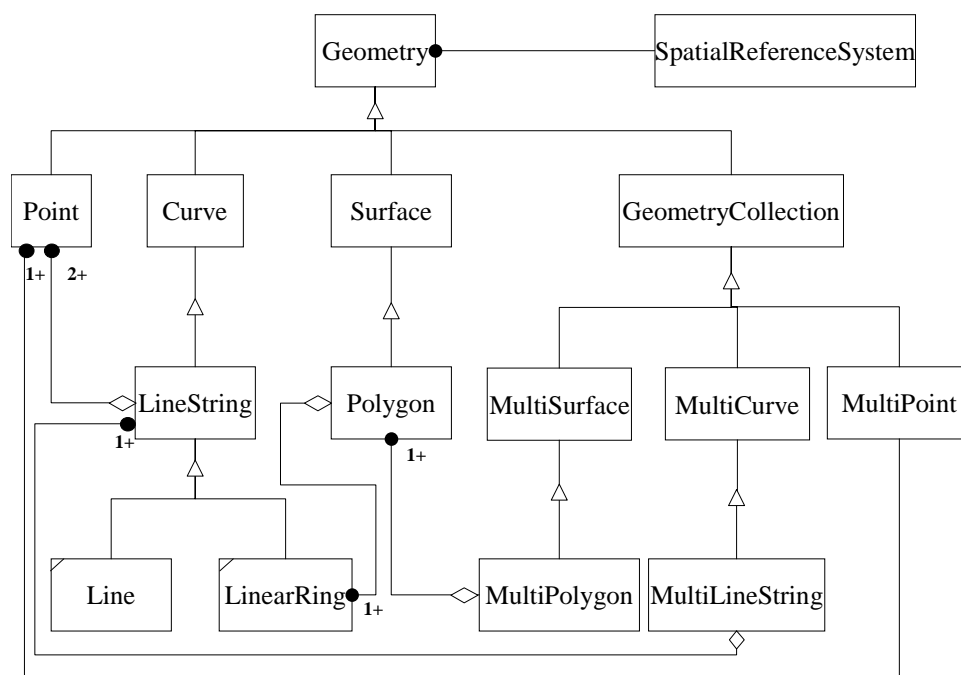 Geometry
SpatialReferenceSystem
Point
Curve
Surface
GeometryCollection
1+
2+
LineString
Polygon
MultiSurface
MultiCurve
MultiPoint
1+
1+
Line
LinearRing
1+
MultiPolygon
MultiLineString